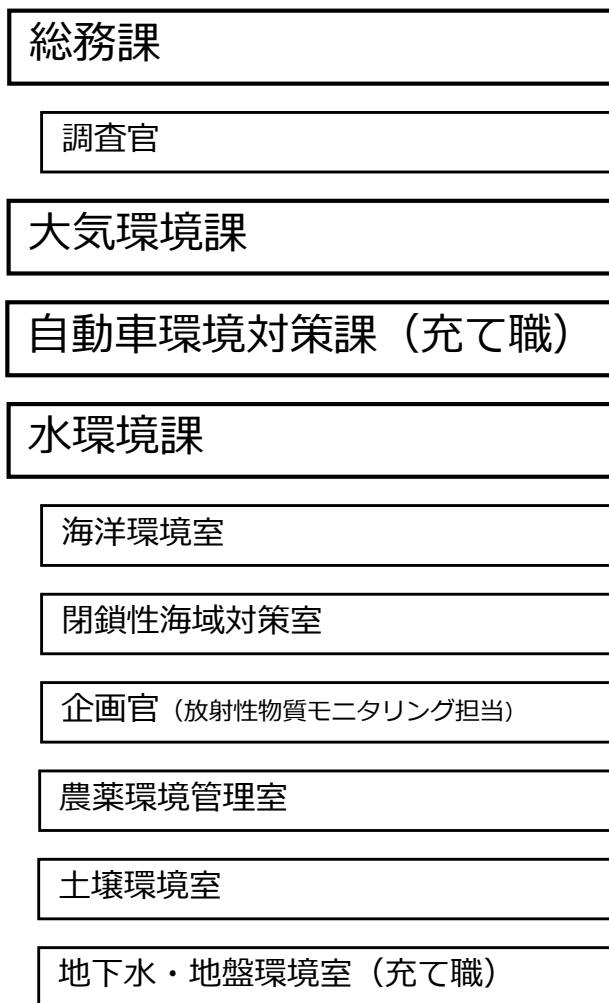 総務課
調査官
大気環境課
自動車環境対策課（充て職）
水環境課
海洋環境室
閉鎖性海域対策室
企画官（放射性物質モニタリング担当）
農薬環境管理室
土壌環境室
地下水・地盤環境室（充て職）